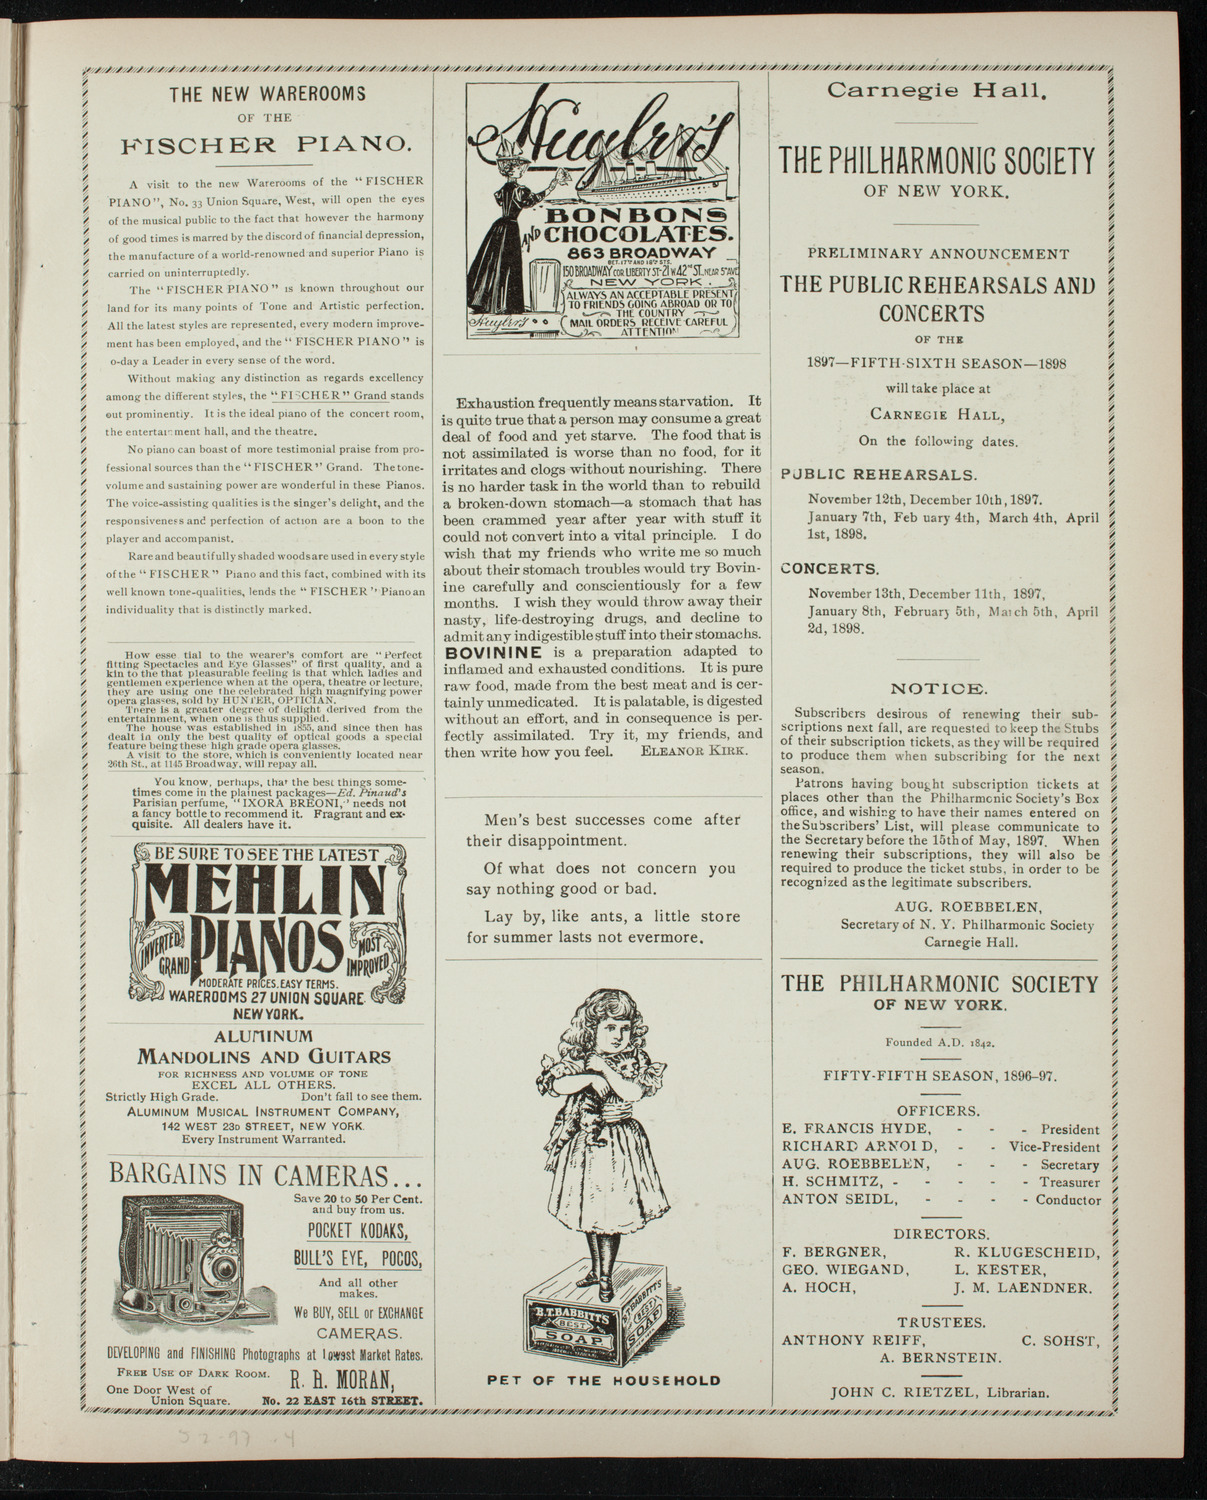 THE NEW WAREROOMS
OF THE
FISCHER PIANO.
A visit to the new Warerooms of the "FISCHER
PIANO", No. 33 Union Square, West, will open the eyes
of the musical public to the fact that however the harmony
of good times is marred by the discord of financial depression,
the manufacture of a world-renowned and superior Piano is
carried on uninterruptedly.
The "FISCHER PIANO" is known throughout our
land for its many points of Tone and Artistic perfection.
All the latest styles are represented, every modern improve-
ment has been employed, and the "FISCHER PIANO" is
o-day a Leader in every sense of the word.
Without making any distinction as regards excellency
among the different styles, the "FISCHER" Grand stands
out prominently. It is the ideal piano of the concert room,
the entertainment hall, and the theatre.
No piano can boast of more testimonial praise from pro-
fessional sources than the "FISCHER" Grand. The tone-
volume and sustaining power are wonderful in these Pianos.
The voice-assisting qualities is the singer's delight, and the
responsiveness and perfection of action are a boon to the
player and accompanist.
Rare and beautifully shaded woods are used in every style
of the "FISCHER" Piano and this fact, combined with its
well known tone-qualities, lends the "FISCHER" Piano an
individuality that is distinctly marked.
How esse tial to the wearer's comfort are "Perfect
fitting Spectacles and Eye Glasses" of first quality, and a
kin to the that pleasurable feeling is that which ladies and
gentlemen experience when at the opera, theatre or lecture,
they are using one the celebrated high magnifying power
opera glasses, sold by HUNTER, OPTICIAN.
There is a greater degree of delight derived from the
entertainment, when one is thus supplied.
The house was established in 1855, and since then has
dealt in only the best quality of optical goods a special
feature being these high grade opera glasses.
A visit to the store, which is conveniently located near
26th St., at 1145 Broadway, will repay all.
You know, perhaps, that the best things some-
times come in the plainest packages—Ed. Pinaud's
Parisian perfume, "IXORA BREONI," needs not
a fancy bottle to recommend it. Fragrant and ex-
quisite. All dealers have it.
BE SURE TO SEE THE LATEST
MEHLIN
PIANOS
INVERTED GRAND
MOST IMPROVED
MODERATE PRICES. EASY TERMS.
WAREROOMS 27 UNION SQUARE
NEW YORK.
ALUMINUM
MANDOLINS AND GUITARS
FOR RICHNESS AND VOLUME OF TONE
EXCEL ALL OTHERS.
Strictly High Grade. Don't fail to see them.
ALUMINUM MUSICAL INSTRUMENT COMPANY,
142 WEST 23D STREET, NEW YORK.
Every Instrument Warranted.
BARGAINS IN CAMERAS...
Save 20 to 50 Per Cent.
and buy from us.
POCKET KODAKS,
BULL'S EYE, POCOS,
And all other
makes.
We BUY, SELL or EXCHANGE
CAMERAS.
DEVELOPING and FINISHING Photographs at lowest Market Rates.
FREE USE OF DARK ROOM.
One Door West of
Union Square.
R. H. MORAN,
No. 22 EAST 16th STREET.
Huyler's
BONBONS
AND CHOCOLATES.
863 BROADWAY
BET. 17TH AND 18TH STS.
150 BROADWAY COR LIBERTY ST-21 W 42ND ST. NEAR 5TH AVE
NEW YORK.
ALWAYS AN ACCEPTABLE PRESENT
TO FRIENDS GOING ABROAD OR TO
THE COUNTRY
MAIL ORDERS RECEIVE CAREFUL
ATTENTION
Huyler's
Exhaustion frequently means starvation. It
is quite true that a person may consume a great
deal of food and yet starve. The food that is
not assimilated is worse than no food, for it
irritates and clogs without nourishing. There
is no harder task in the world than to rebuild
a broken-down stomach—a stomach that has
been crammed year after year with stuff it
could not convert into a vital principle. I do
wish that my friends who write me so much
about their stomach troubles would try Bovin-
ine carefully and conscientiously for a few
months. I wish they would throw away their
nasty, life-destroying drugs, and decline to
admit any indigestible stuff into their stomachs.
BOVININE is a preparation adapted to
inflamed and exhausted conditions. It is pure
raw food, made from the best meat and is cer-
tainly unmedicated. It is palatable, is digested
without an effort, and in consequence is per-
fectly assimilated. Try it, my friends, and
then write how you feel. ELEANOR KIRK.
Men's best successes come after
their disappointment.
Of what does not concern you
say nothing good or bad.
Lay by, like ants, a little store
for summer lasts not evermore.
B.T. BABBITT'S
BEST
SOAP
B.T. BABBITT'S
BEST
SOAP
PET OF THE HOUSEHOLD
Carnegie Hall.
THE PHILHARMONIC SOCIETY
OF NEW YORK.
PRELIMINARY ANNOUNCEMENT
THE PUBLIC REHEARSALS AND
CONCERTS
OF THE
1897—FIFTH-SIXTH SEASON—1898
will take place at
CARNEGIE HALL,
On the following dates.
PUBLIC REHEARSALS.
November 12th, December 10th, 1897.
January 7th, Feb uary 4th, March 4th, April
1st, 1898.
CONCERTS.
November 13th, December 11th, 1897,
January 8th, February 5th, March 5th, April
2d, 1898.
NOTICE.
Subscribers desirous of renewing their sub-
scriptions next fall, are requested to keep the Stubs
of their subscription tickets, as they will be required
to produce them when subscribing for the next
season.
Patrons having bought subscription tickets at
places other than the Philharmonic Society's Box
office, and wishing to have their names entered on
the Subscribers' List, will please communicate to
the Secretary before the 15th of May, 1897. When
renewing their subscriptions, they will also be
required to produce the ticket stubs, in order to be
recognized as the legitimate subscribers.
AUG. ROEBBELEN,
Secretary of N. Y. Philharmonic Society
Carnegie Hall.
THE PHILHARMONIC SOCIETY
OF NEW YORK.
Founded A.D. 1842.
FIFTY-FIFTH SEASON, 1896-97.
OFFICERS.
E. FRANCIS HYDE, - - - President
RICHARD ARNOLD, - - Vice-President
AUG. ROEBBELEN, - - - Secretary
H. SCHMITZ, - - - - - Treasurer
ANTON SEIDL, - - - - Conductor
DIRECTORS.
F. BERGNER, R. KLUGESCHEID,
GEO. WIEGAND, L. KESTER,
A. HOCH, J. M. LAENDNER.
TRUSTEES.
ANTHONY REIFF, C. SOHST,
A. BERNSTEIN.
JOHN C. RIETZEL, Librarian.
5-2-97 .4